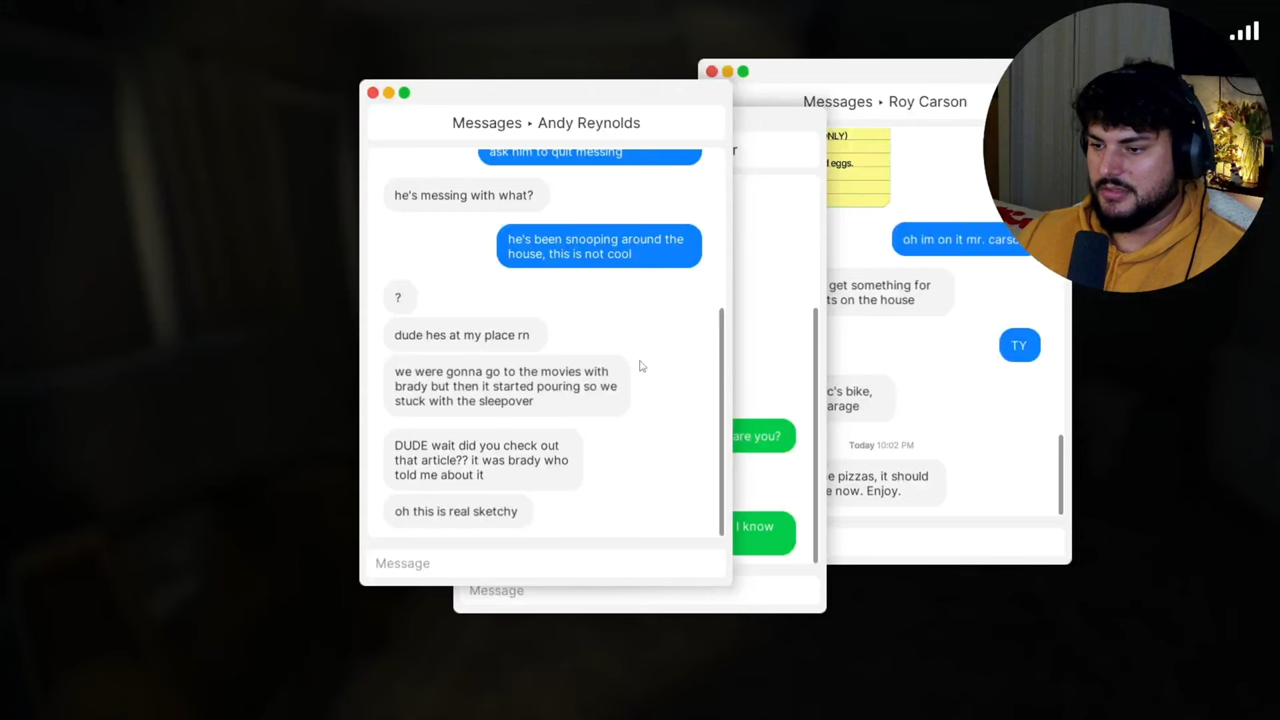 Messages ▸ Andy Reynolds
ask him to quit messing
he's messing with what?
he's been snooping around the
house, this is not cool
?
dude hes at my place rn
we were gonna go to the movies with
brady but then it started pouring so we
stuck with the sleepover
DUDE wait did you check out
that article?? it was brady who
told me about it
oh this is real sketchy
Message
r
are you?
I know
Message
Messages ▸ Roy Carson
NLY)
d eggs.
oh im on it mr. carso
get something for
ts on the house
TY
c's bike,
arage
Today 10:02 PM
e pizzas, it should
e now. Enjoy.